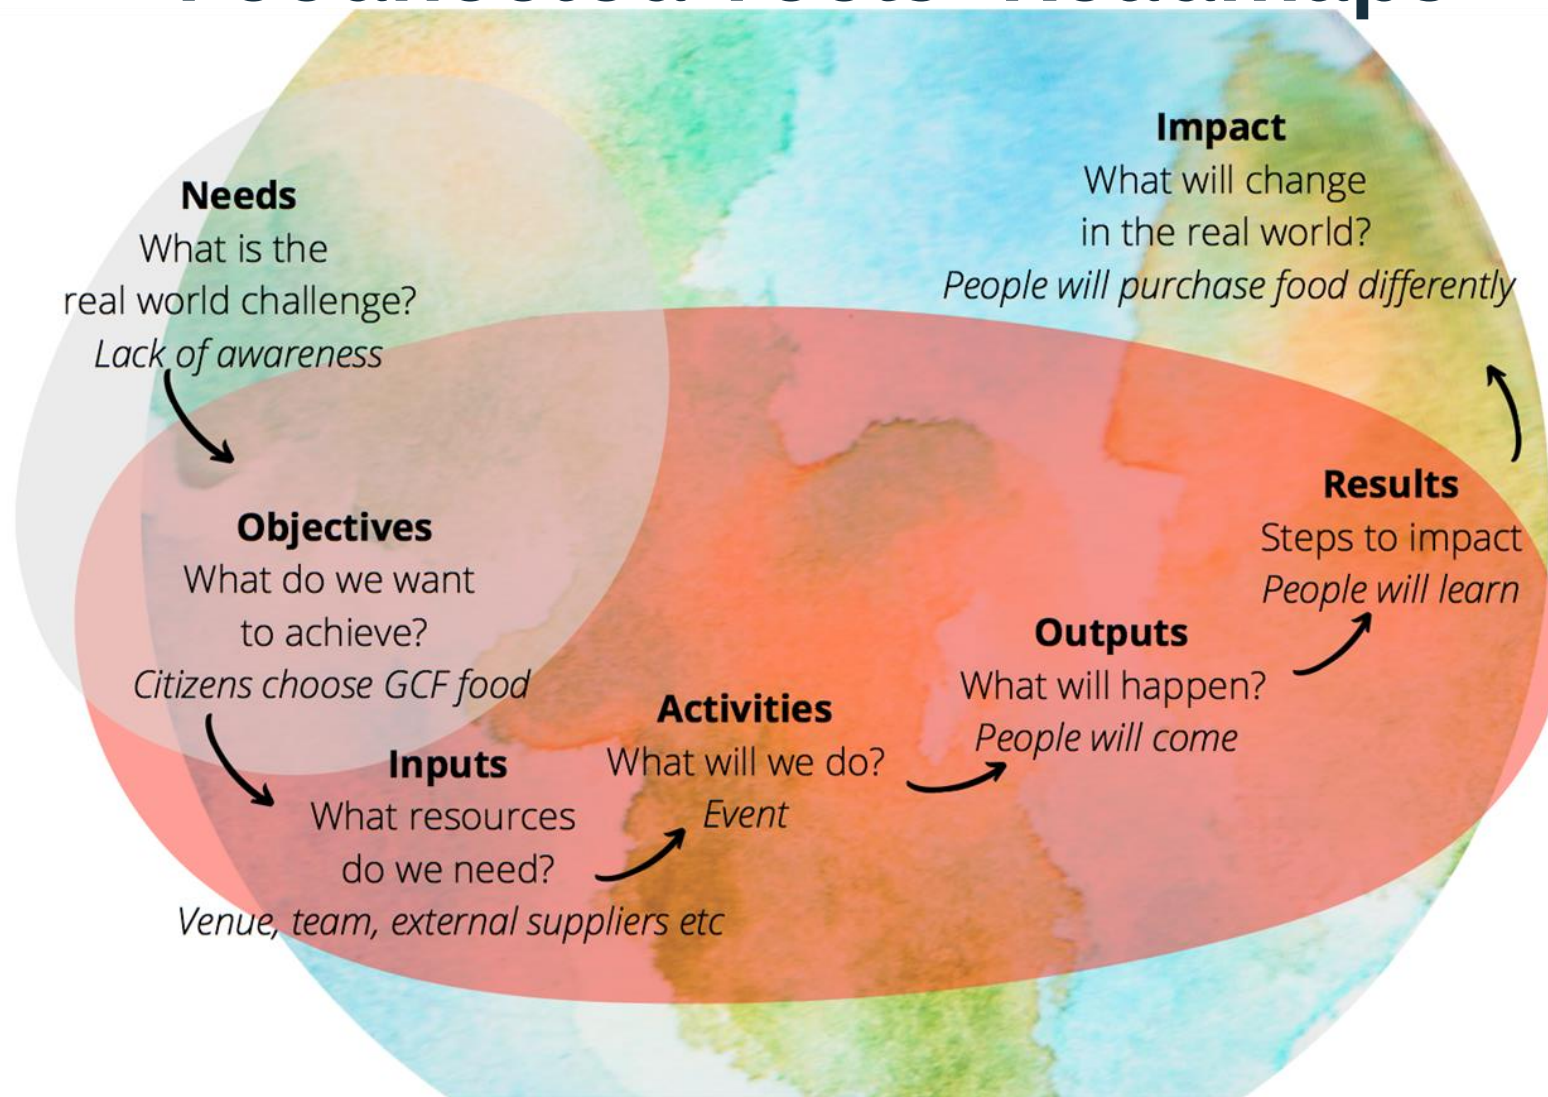 Needs
What is the
real world challenge?
Lack of awareness
Objectives
What do we want
to achieve?
Citizens choose GCF food
Inputs
What resources
do we need?
Venue, team, external suppliers etc
Activities
What will we do?
Event
Outputs
What will happen?
People will come
Results
Steps to impact
People will learn
Impact
What will change
in the real world?
People will purchase food differently